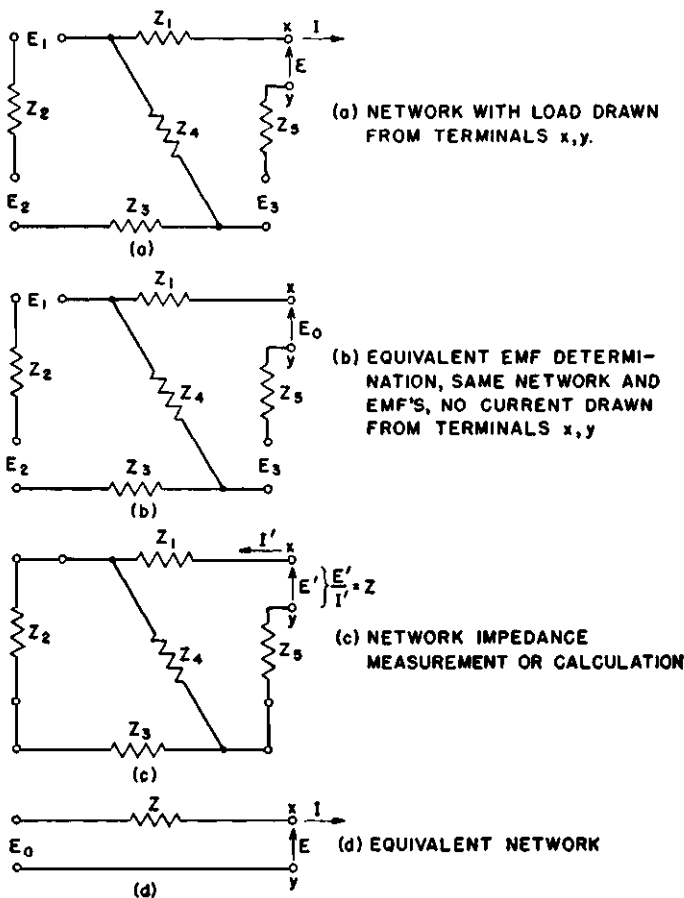 E1 Z1 x I
E
Z2 Z4 y Z5
E2 Z3 E3
(a)
(a) NETWORK WITH LOAD DRAWN
FROM TERMINALS x,y.
E1 Z1 x
E0
Z2 Z4 y Z5
E2 Z3 E3
(b)
(b) EQUIVALENT EMF DETERMI-
NATION, SAME NETWORK AND
EMF'S, NO CURRENT DRAWN
FROM TERMINALS x,y
Z1 I' x
E' } E'/I' = Z
Z2 Z4 y Z5
Z3
(c)
(c) NETWORK IMPEDANCE
MEASUREMENT OR CALCULATION
Z x I
E0 E
y
(d)
(d) EQUIVALENT NETWORK